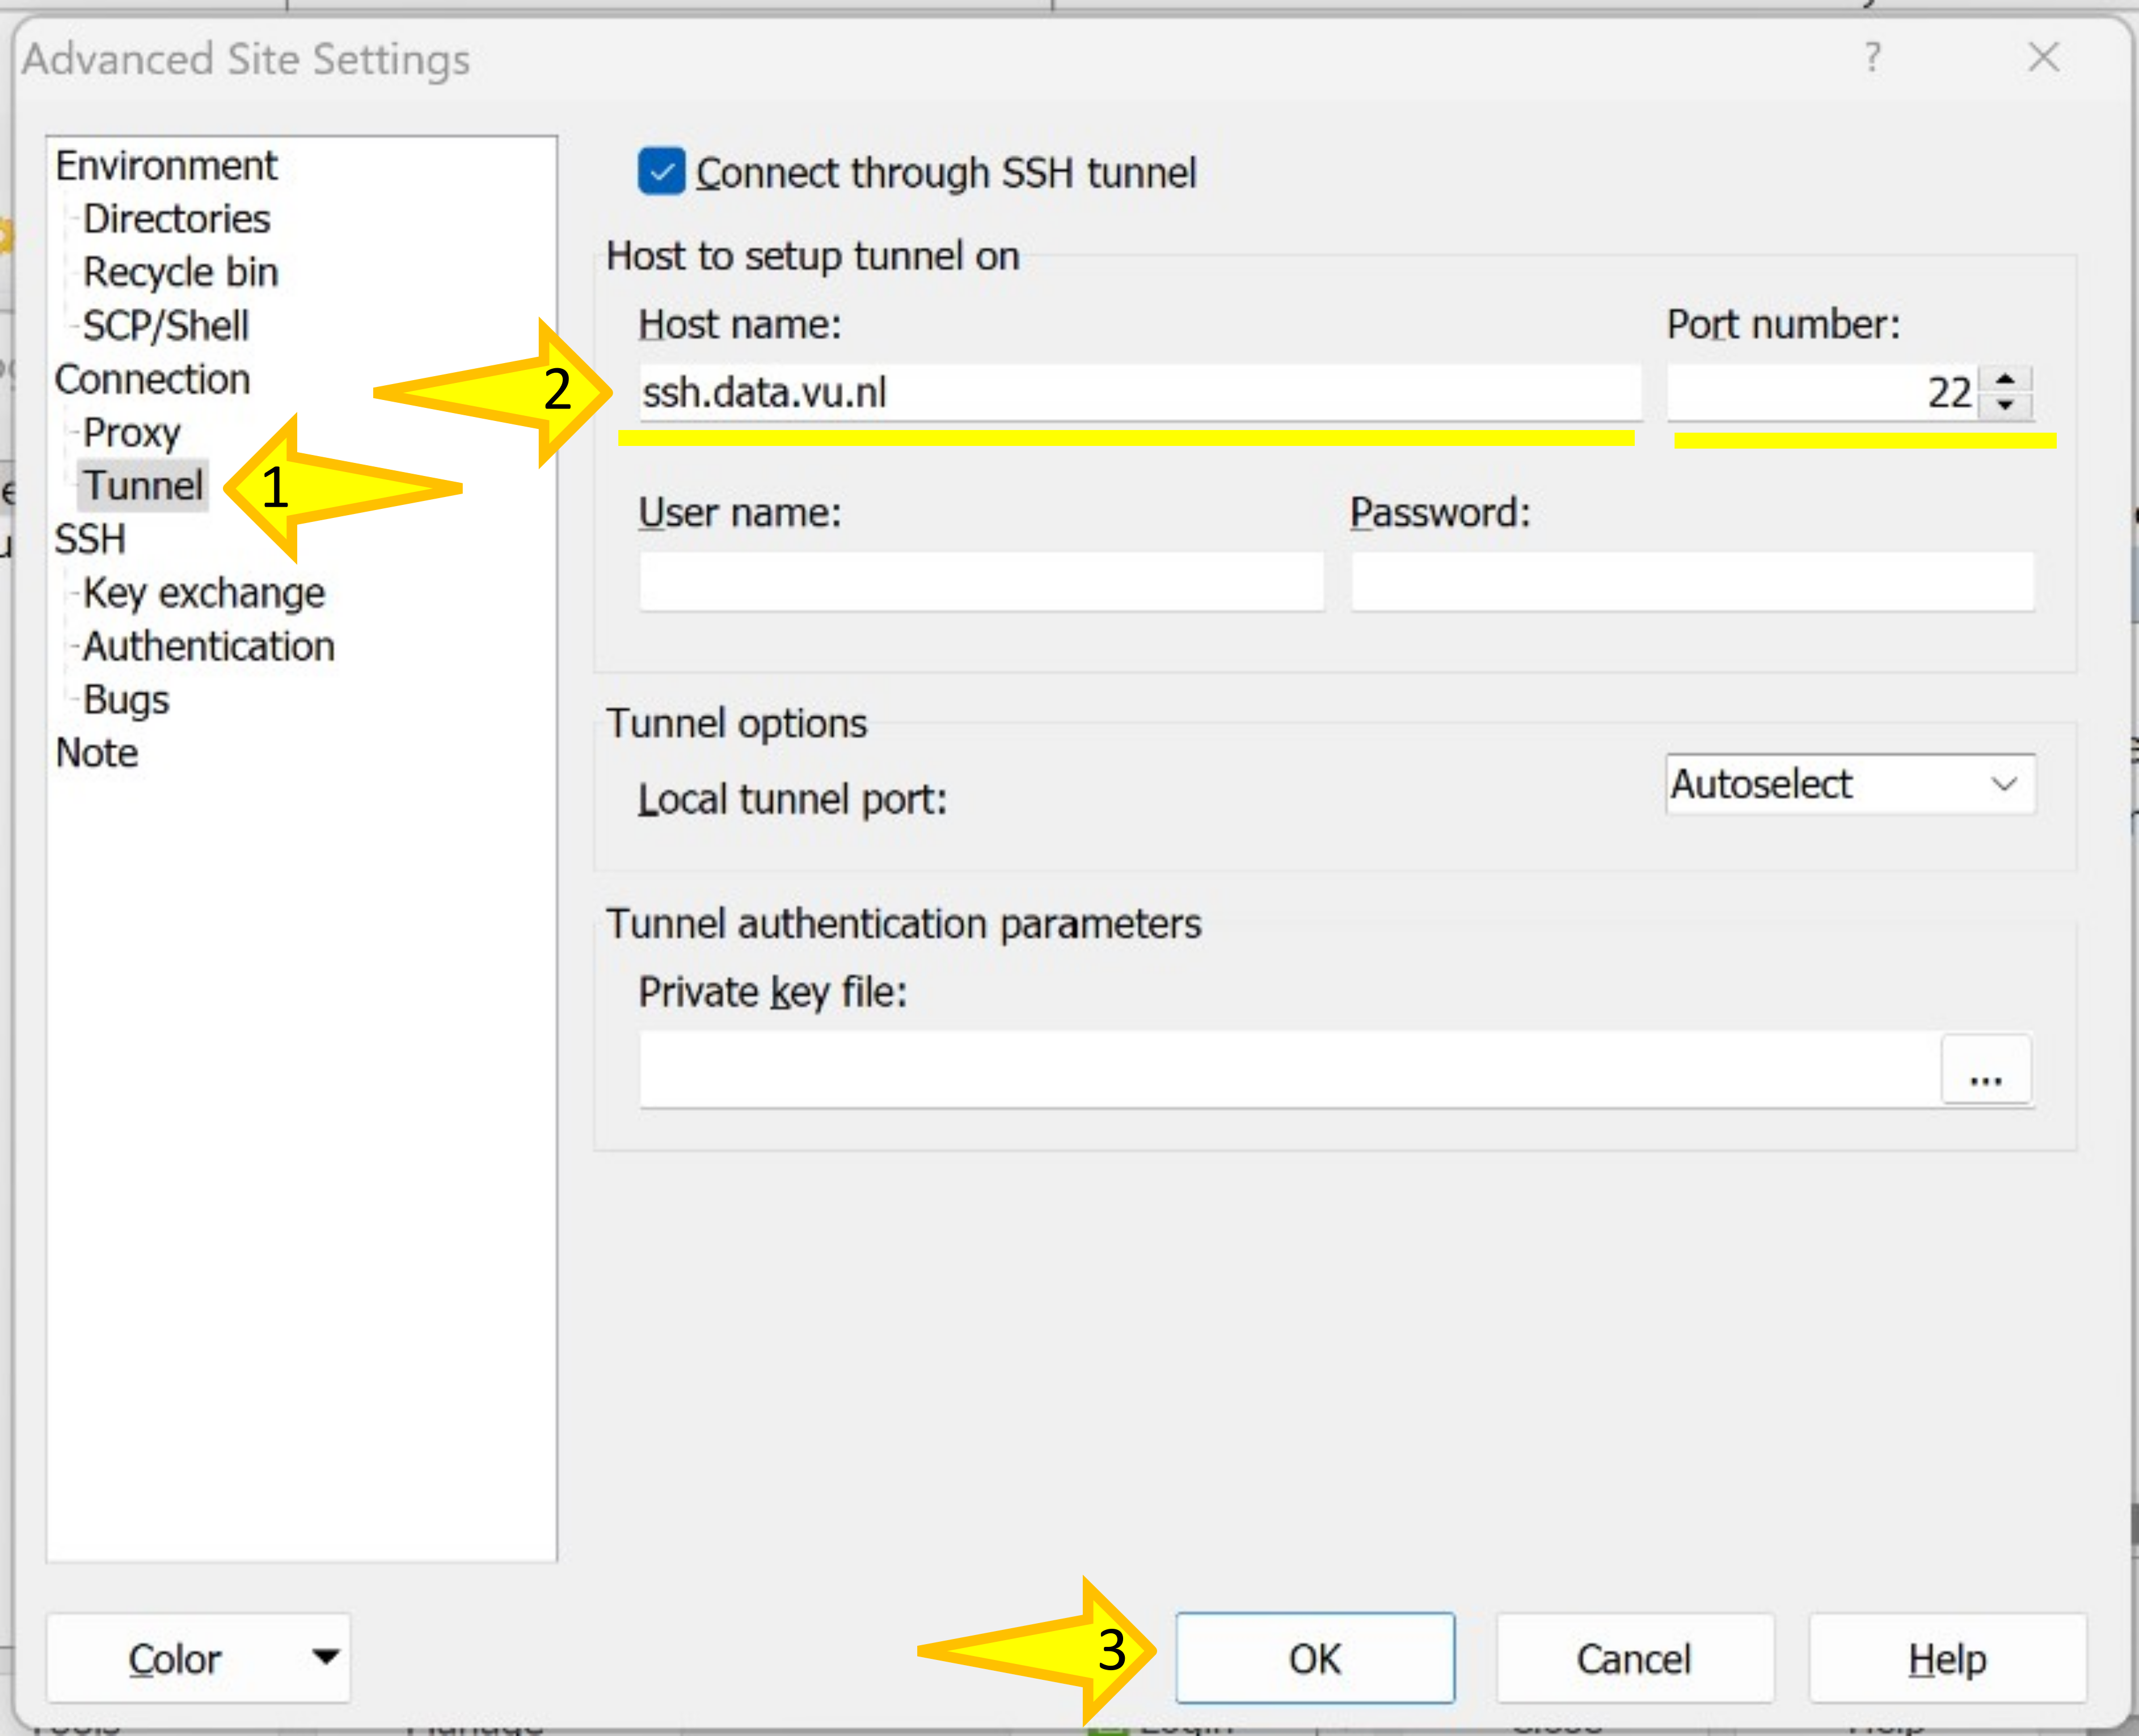 Advanced Site Settings ?
Environment
Directories
Recycle bin
SCP/Shell
Connection
Proxy
Tunnel
SSH
Key exchange
Authentication
Bugs
Note
1
2
Connect through SSH tunnel
Host to setup tunnel on
Host name: Port number:
ssh.data.vu.nl 22
User name: Password:
Tunnel options
Local tunnel port: Autoselect
Tunnel authentication parameters
Private key file:
...
Color 3 OK Cancel Help